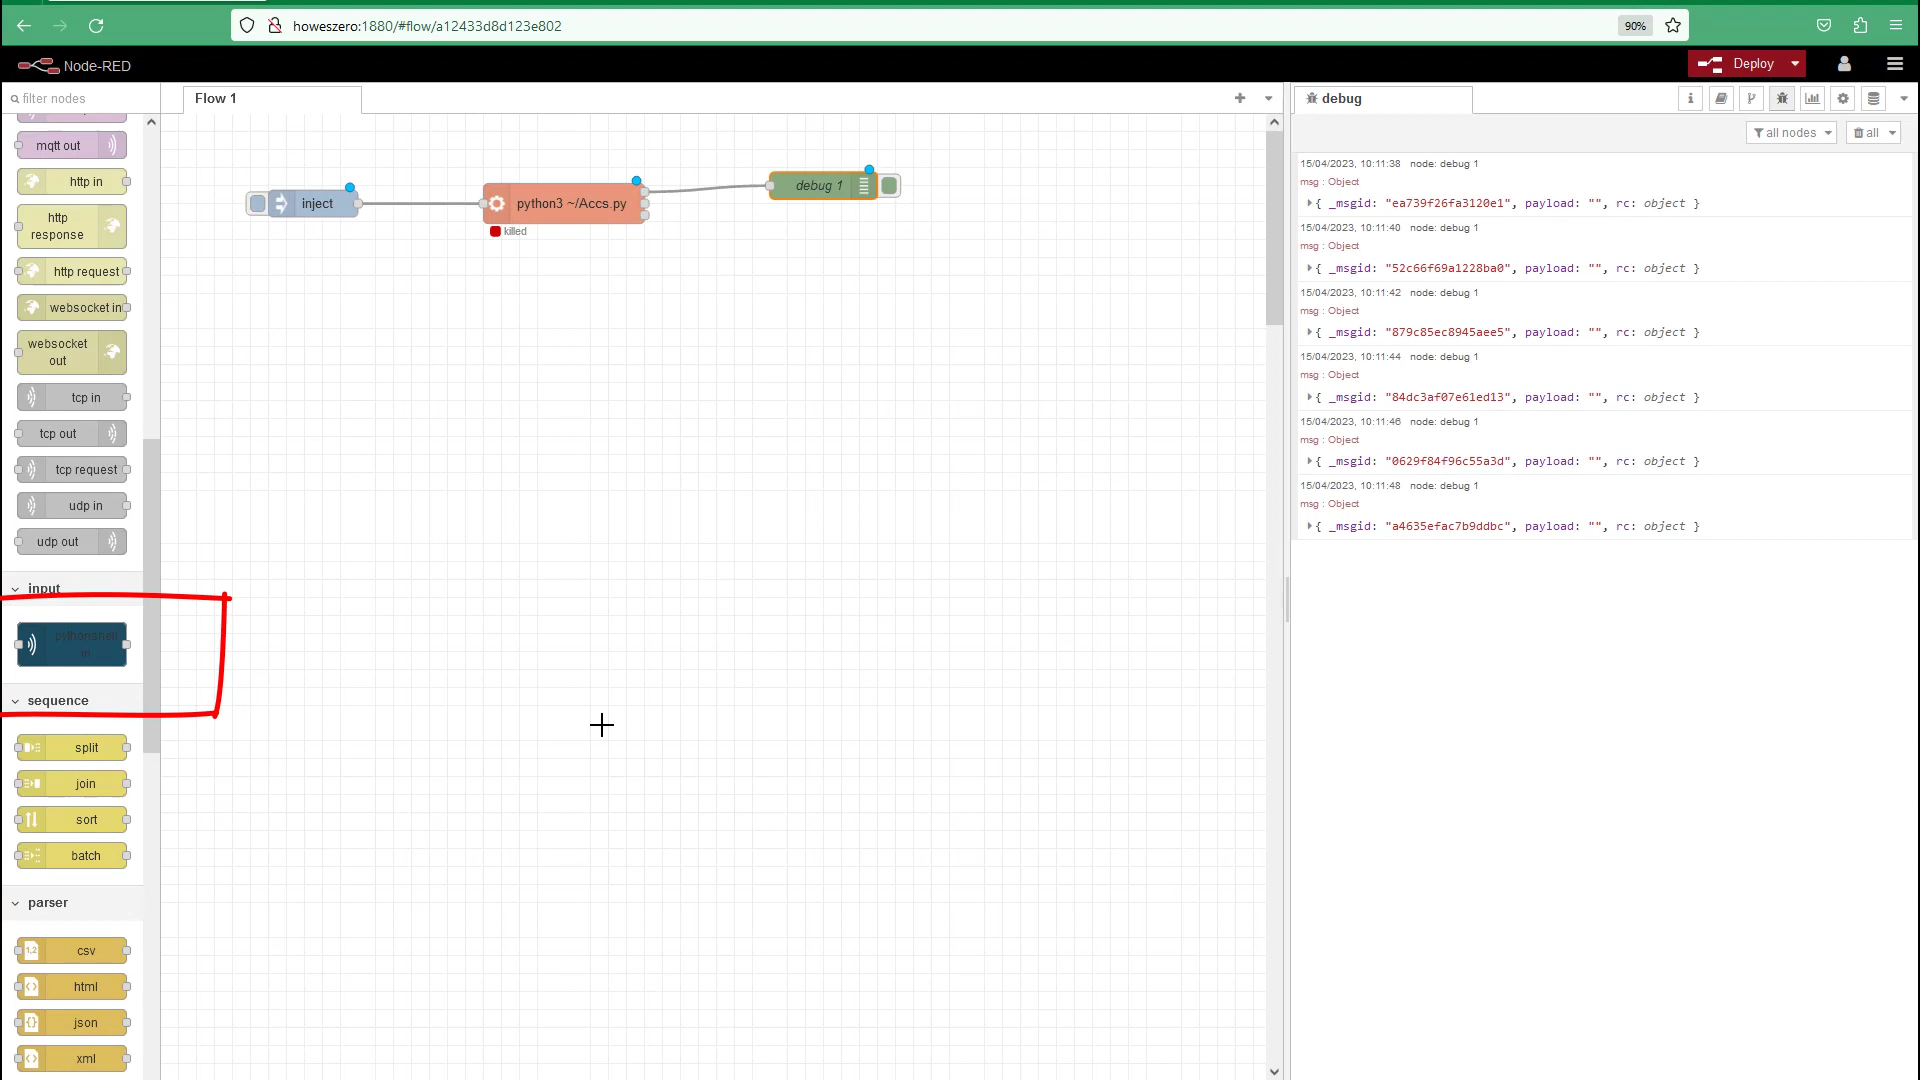 howeszero:1880/#flow/a12433d8d123e802
90%
Node-RED
Deploy
filter nodes
Flow 1
debug
all nodes
all
mqtt out
http in
http
response
http request
websocket in
websocket
out
tcp in
tcp out
tcp request
udp in
udp out
input
pythonshell
in
sequence
split
join
sort
batch
parser
csv
html
json
xml
inject
python3 ~/Accs.py
killed
debug 1
15/04/2023, 10:11:38 node: debug 1
msg : Object
{ _msgid: "ea739f26fa3120e1", payload: "", rc: object }
15/04/2023, 10:11:40 node: debug 1
msg : Object
{ _msgid: "52c66f69a1228ba0", payload: "", rc: object }
15/04/2023, 10:11:42 node: debug 1
msg : Object
{ _msgid: "879c85ec8945aee5", payload: "", rc: object }
15/04/2023, 10:11:44 node: debug 1
msg : Object
{ _msgid: "84dc3af07e61ed13", payload: "", rc: object }
15/04/2023, 10:11:46 node: debug 1
msg : Object
{ _msgid: "0629f84f96c55a3d", payload: "", rc: object }
15/04/2023, 10:11:48 node: debug 1
msg : Object
{ _msgid: "a4635efac7b9ddbc", payload: "", rc: object }